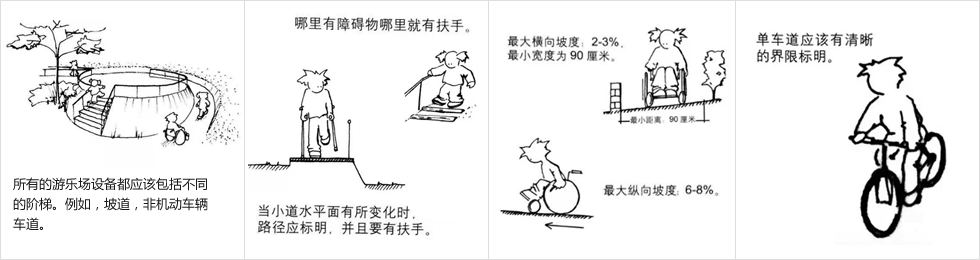 所有的游乐场设备都应该包括不同
的阶梯。例如，坡道，非机动车辆
车道。
哪里有障碍物哪里就有扶手。
当小道水平面有所变化时，
路径应标明，并且要有扶手。
最大横向坡度：2-3%，
最小宽度为 90 厘米。
最小距离：90 厘米
最大纵向坡度：6-8%。
单车道应该有清晰
的界限标明。